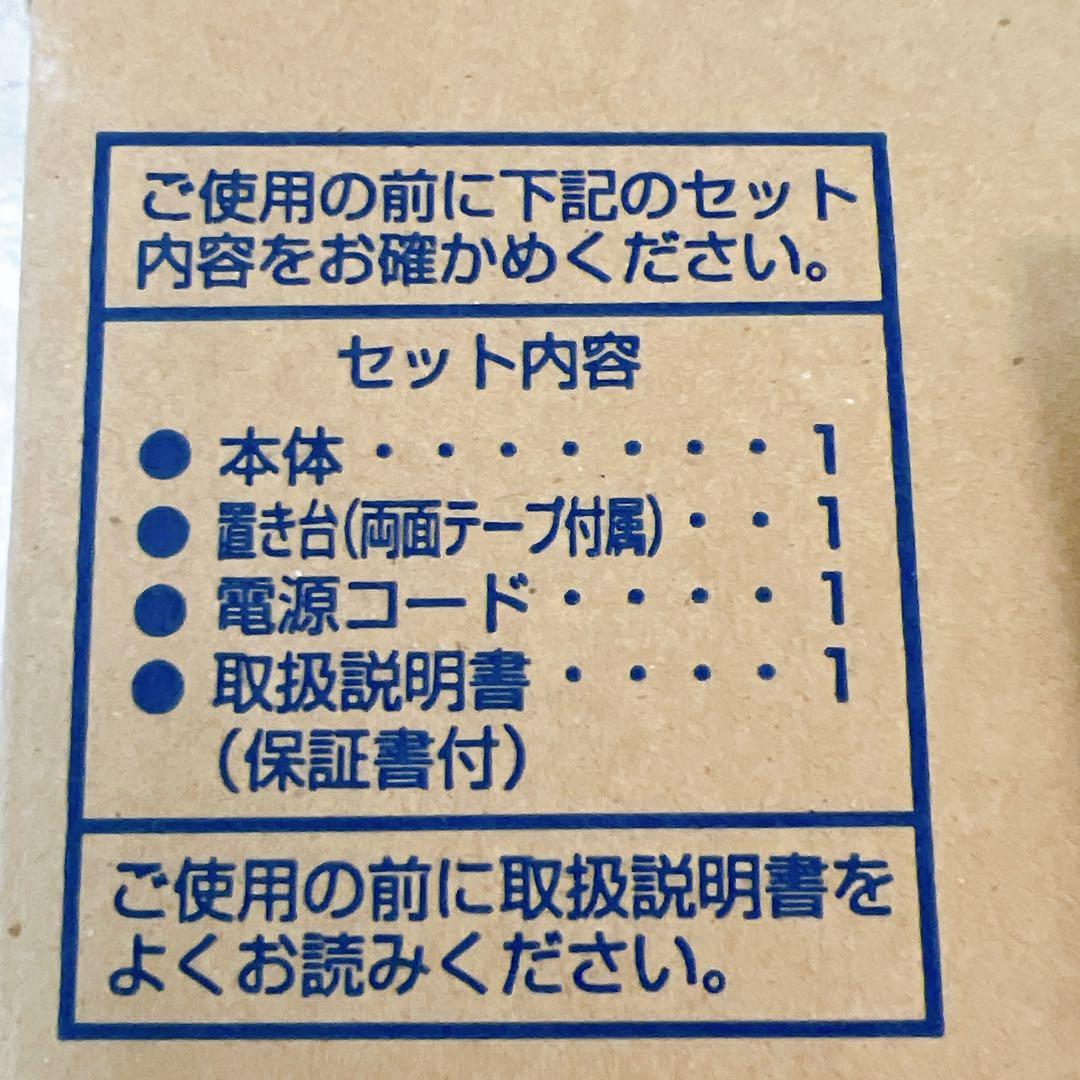 ご使用の前に下記のセット
内容をお確かめください。
セット内容
● 本体・・・・・・・1
● 置き台(両面テープ付属)・・1
● 電源コード・・・・1
● 取扱説明書・・・・1
(保証書付)
ご使用の前に取扱説明書を
よくお読みください。